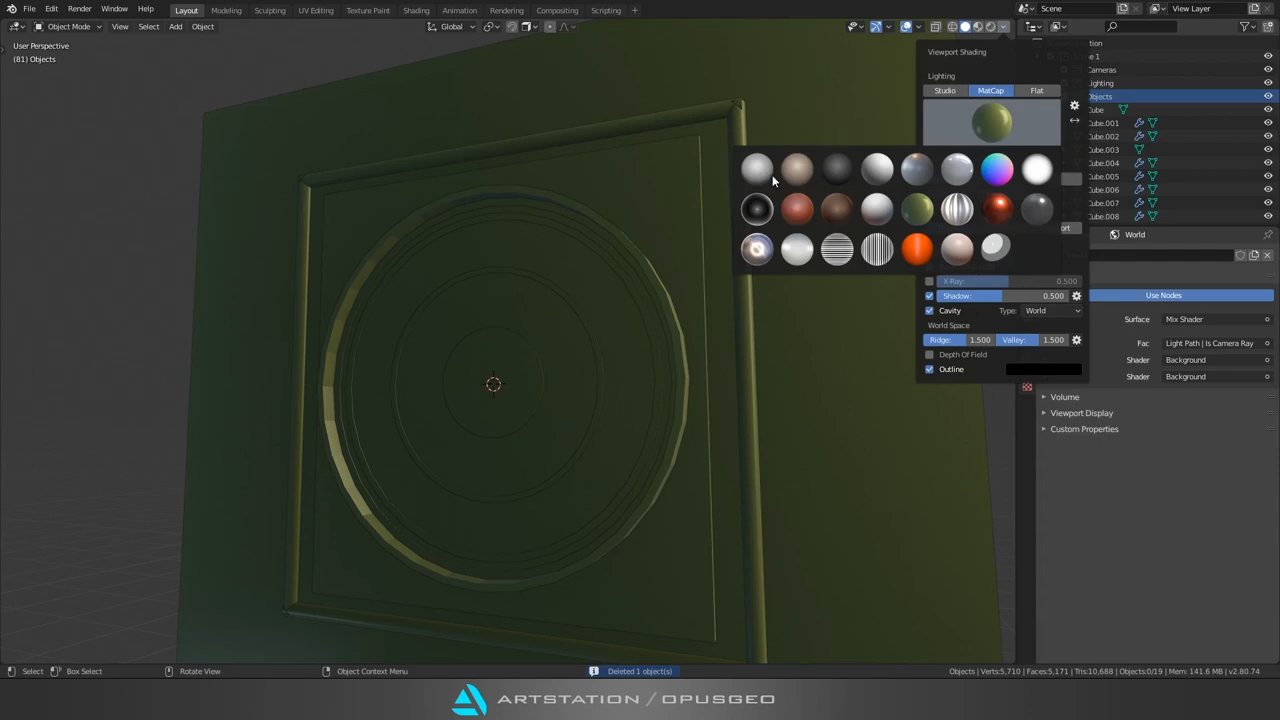 File Edit Render Window Help Layout Modeling Sculpting UV Editing Texture Paint Shading Animation Rendering Compositing Scripting + Scene View Layer
Object Mode View Select Add Object Global
User Perspective
(81) Objects
Viewport Shading
Lighting
Studio MatCap Flat
X-Ray: 0.500
Shadow: 0.500
Cavity Type: World
World Space
Ridge: 1.500 Valley: 1.500
Depth Of Field
Outline
Cameras
Lighting
Objects
Cube
Cube.001
Cube.002
Cube.003
Cube.004
Cube.005
Cube.006
Cube.007
Cube.008
World
Use Nodes
Surface Mix Shader
Fac Light Path | Is Camera Ray
Shader Background
Shader Background
Volume
Viewport Display
Custom Properties
Select Box Select Rotate View Object Context Menu Deleted 1 object(s) Objects | Verts:5,710 | Faces:5,171 | Tris:10,688 | Objects:0/19 | Mem: 141.6 MB | v2.80.74
ARTSTATION / OPUSGEO